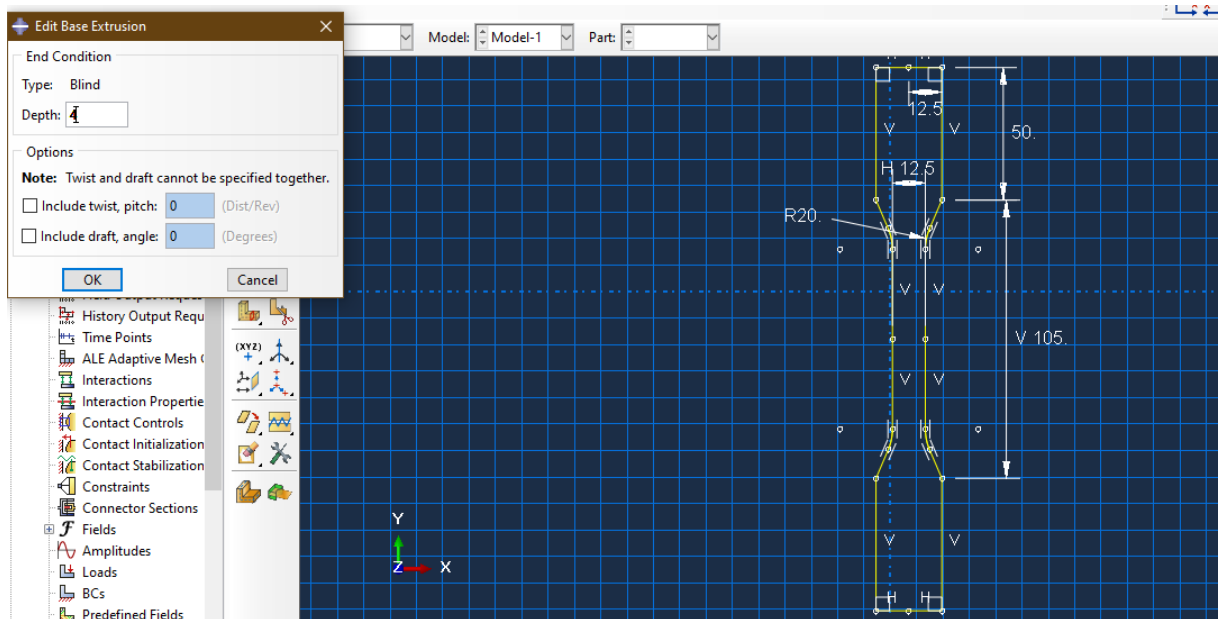 Edit Base Extrusion
End Condition
Type: Blind
Depth: 4
Options
Note: Twist and draft cannot be specified together.
Include twist, pitch: 0 (Dist/Rev)
Include draft, angle: 0 (Degrees)
OK Cancel
Model: Model-1 Part:
History Output Requ
Time Points
ALE Adaptive Mesh (
Interactions
Interaction Propertie
Contact Controls
Contact Initialization
Contact Stabilization
Constraints
Connector Sections
Fields
Amplitudes
Loads
BCs
Predefined Fields
(XYZ)
12.5
V V 50.
H 12.5
R20.
V V
V 105.
V V
V V
H H
Y
Z X